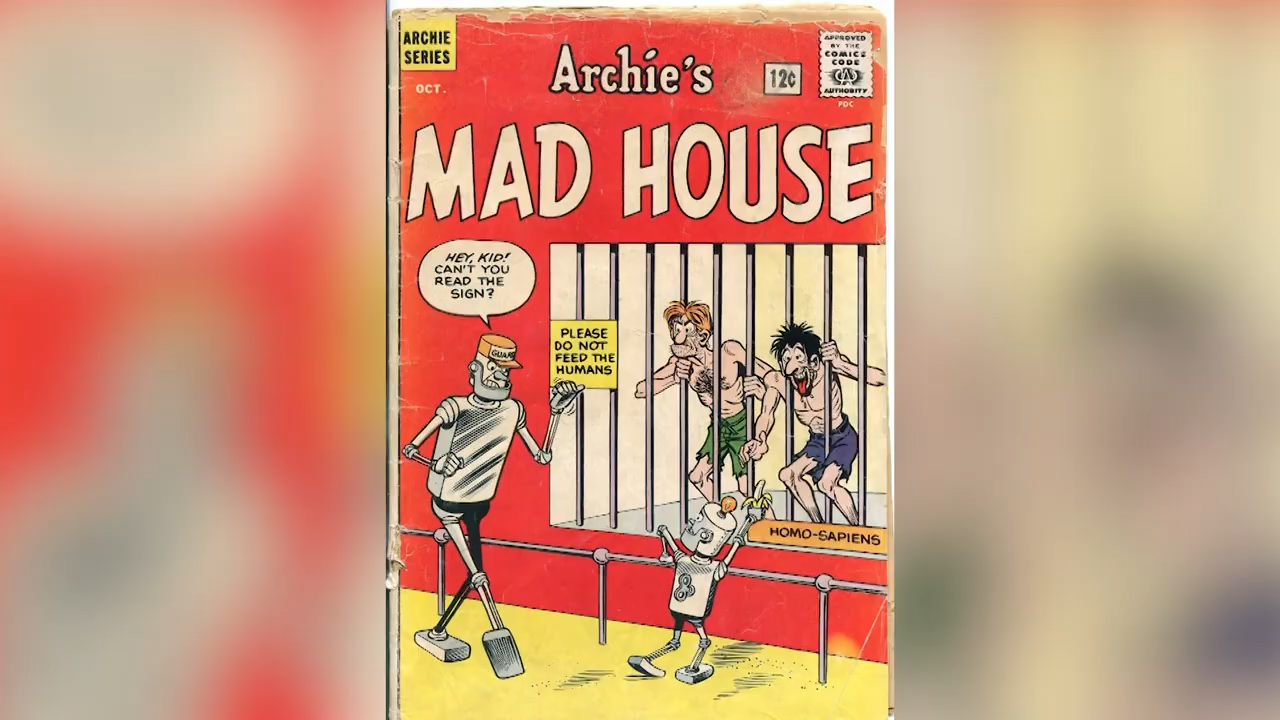 ARCHIE
SERIES
OCT.
Archie's
12¢
APPROVED
BY THE
COMICS
CODE
CA
AUTHORITY
PDC
MAD HOUSE
HEY, KID!
CAN'T YOU
READ THE
SIGN?
GUARD
PLEASE
DO NOT
FEED THE
HUMANS
8
HOMO-SAPIENS